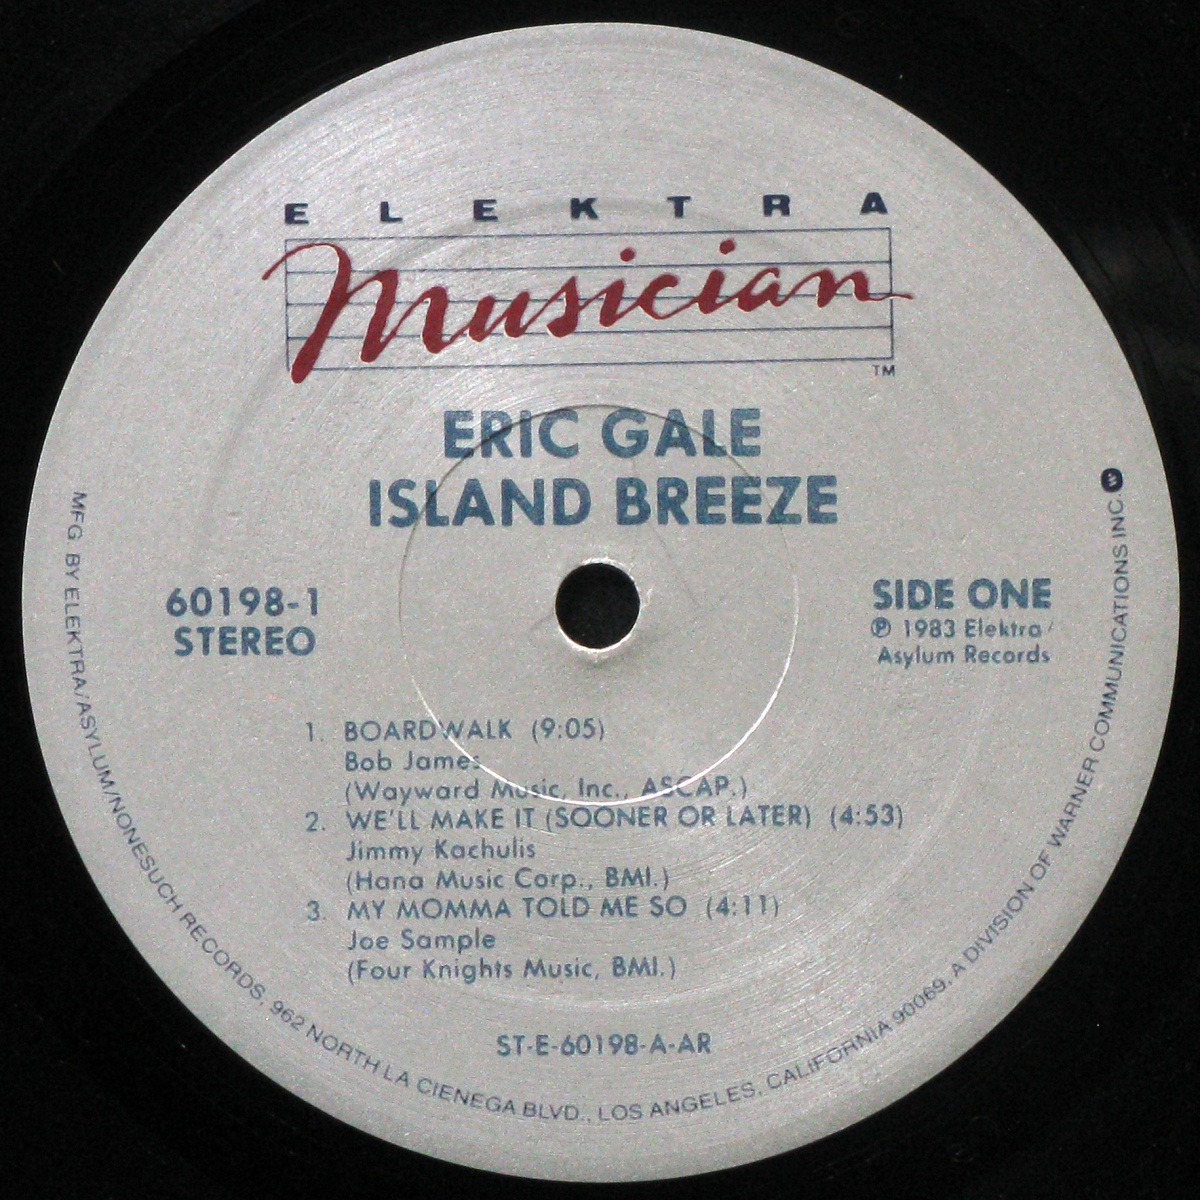 ELEKTRA
Musician
TM
ERIC GALE
ISLAND BREEZE
60198-1
STEREO
SIDE ONE
℗ 1983 Elektra/
Asylum Records
1. BOARDWALK (9:05)
Bob James
(Wayward Music, Inc., ASCAP.)
2. WE'LL MAKE IT (SOONER OR LATER) (4:53)
Jimmy Kachulis
(Hana Music Corp., BMI.)
3. MY MOMMA TOLD ME SO (4:11)
Joe Sample
(Four Knights Music, BMI.)
ST-E-60198-A-AR
MFG. BY ELEKTRA/ASYLUM/NONESUCH RECORDS, 962 NORTH LA CIENEGA BLVD., LOS ANGELES, CALIFORNIA 90069. A DIVISION OF WARNER COMMUNICATIONS INC. W